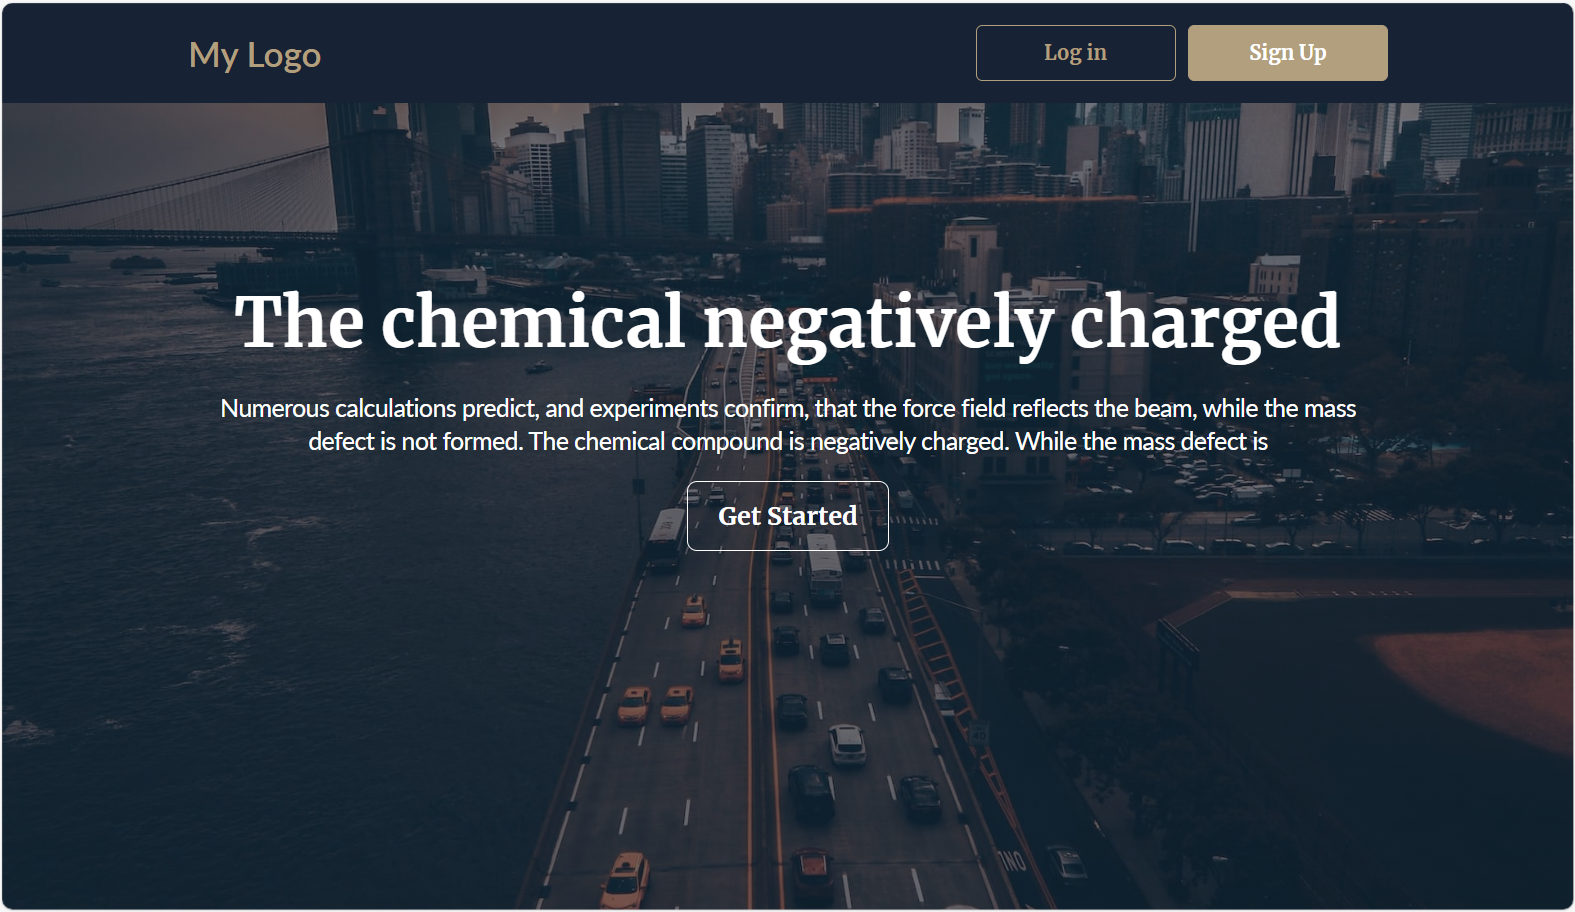 My Logo
Log in
Sign Up
The chemical negatively charged
Numerous calculations predict, and experiments confirm, that the force field reflects the beam, while the mass
defect is not formed. The chemical compound is negatively charged. While the mass defect is
Get Started